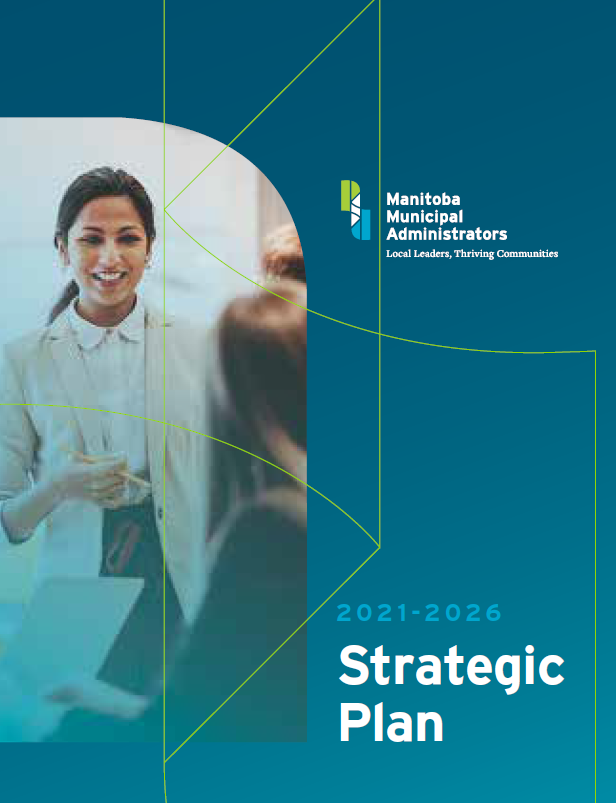 Manitoba
Municipal
Administrators
Local Leaders, Thriving Communities
2021-2026
Strategic
Plan